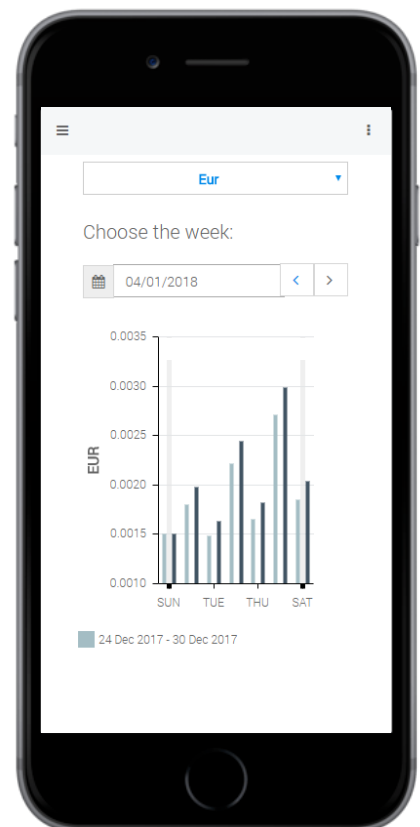 Eur
Choose the week:
04/01/2018
0.0035
0.0030
0.0025
0.0020
0.0015
0.0010
EUR
SUN TUE THU SAT
24 Dec 2017 - 30 Dec 2017